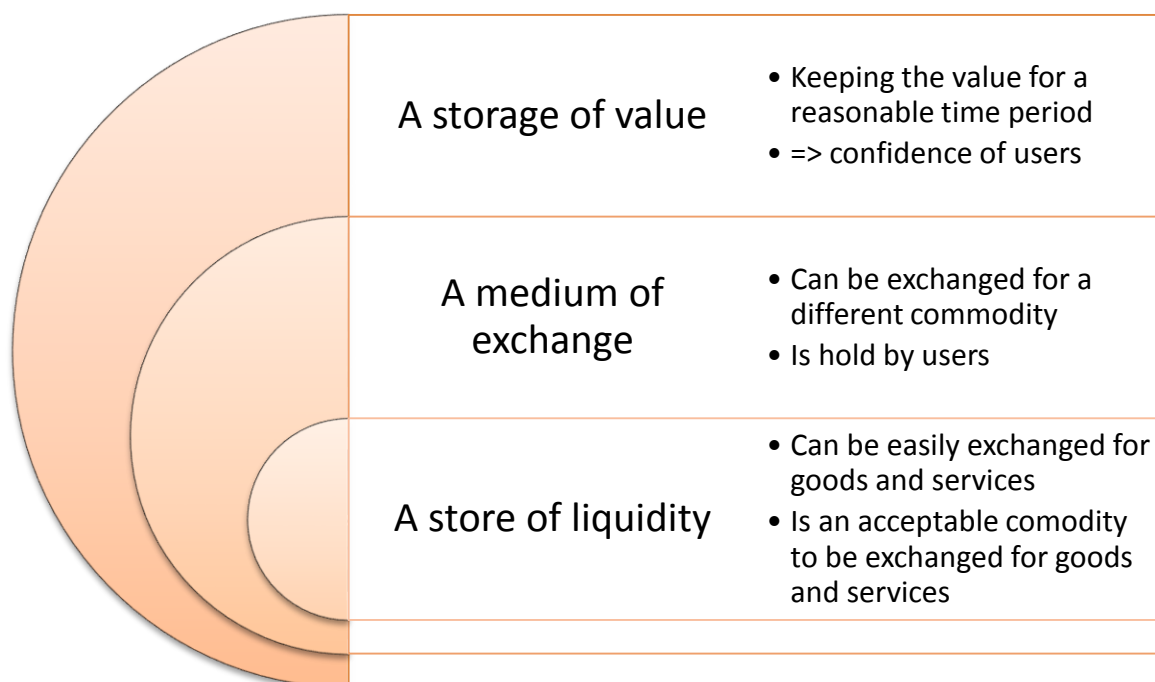 A storage of value
• Keeping the value for a
reasonable time period
• => confidence of users
A medium of
exchange
• Can be exchanged for a
different commodity
• Is hold by users
A store of liquidity
• Can be easily exchanged for
goods and services
• Is an acceptable comodity
to be exchanged for goods
and services